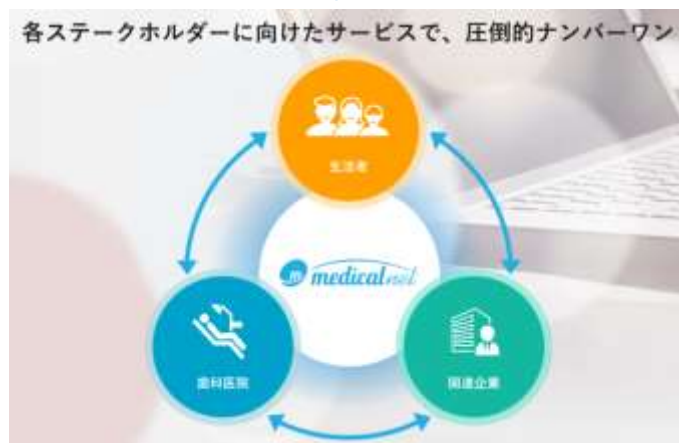 各ステークホルダーに向けたサービスで、圧倒的ナンバーワン
生活者
medicalnet
歯科医院
関連企業